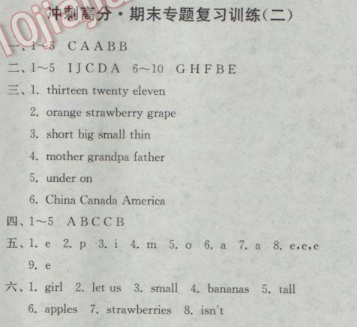 冲刺高分·期末专题复习训练(二)
一、1~5 C A A B B
二、1~5 I J C D A 6~10 G H F B E
三、1. thirteen twenty eleven
2. orange strawberry grape
3. short big small thin
4. mother grandpa father
5. under on
6. China Canada America
四、1~5 A B C C B
五、1. e 2. p 3. i 4. m 5. o 6. a 7. a 8. e,e,e
9. e
六、1. girl 2. let us 3. small 4. bananas 5. tall
6. apples 7. strawberries 8. isn't